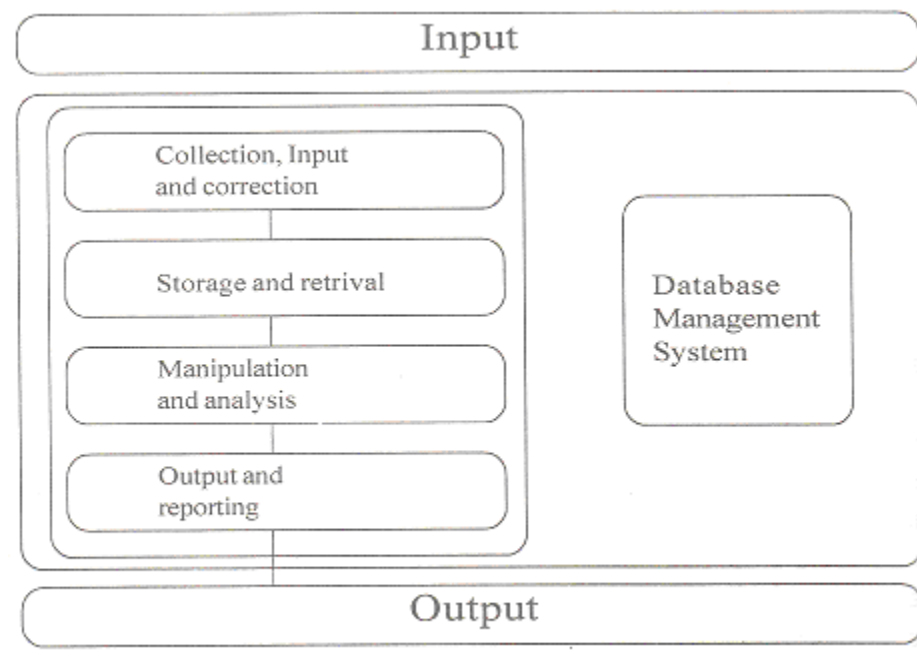 Input
Collection, Input
and correction
Storage and retrival
Manipulation
and analysis
Output and
reporting
Database
Management
System
Output